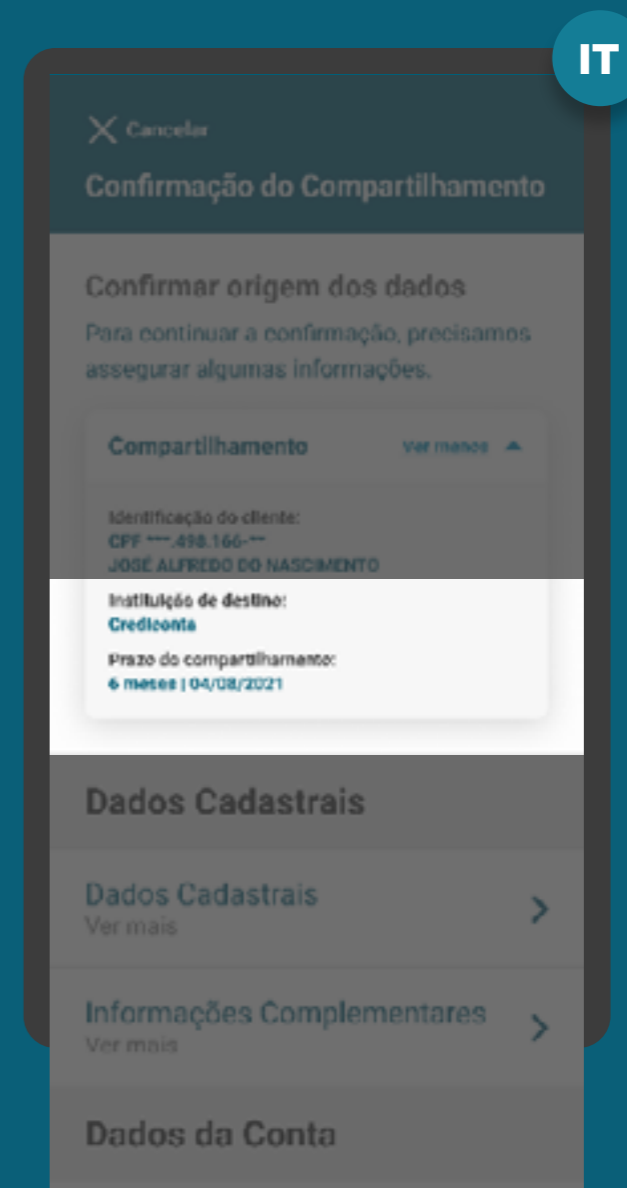 IT
Cancelar
Confirmação do Compartilhamento
Confirmar origem dos dados
Para continuar a confirmação, precisamos
assegurar algumas informações.
Compartilhamento
Ver menos
Identificação do cliente:
CPF ***.498.166-**
JOSÉ ALFREDO DO NASCIMENTO
Instituição de destino:
Crediconta
Prazo do compartilhamento:
6 meses | 04/08/2021
Dados Cadastrais
Dados Cadastrais
Ver mais
Informações Complementares
Ver mais
Dados da Conta